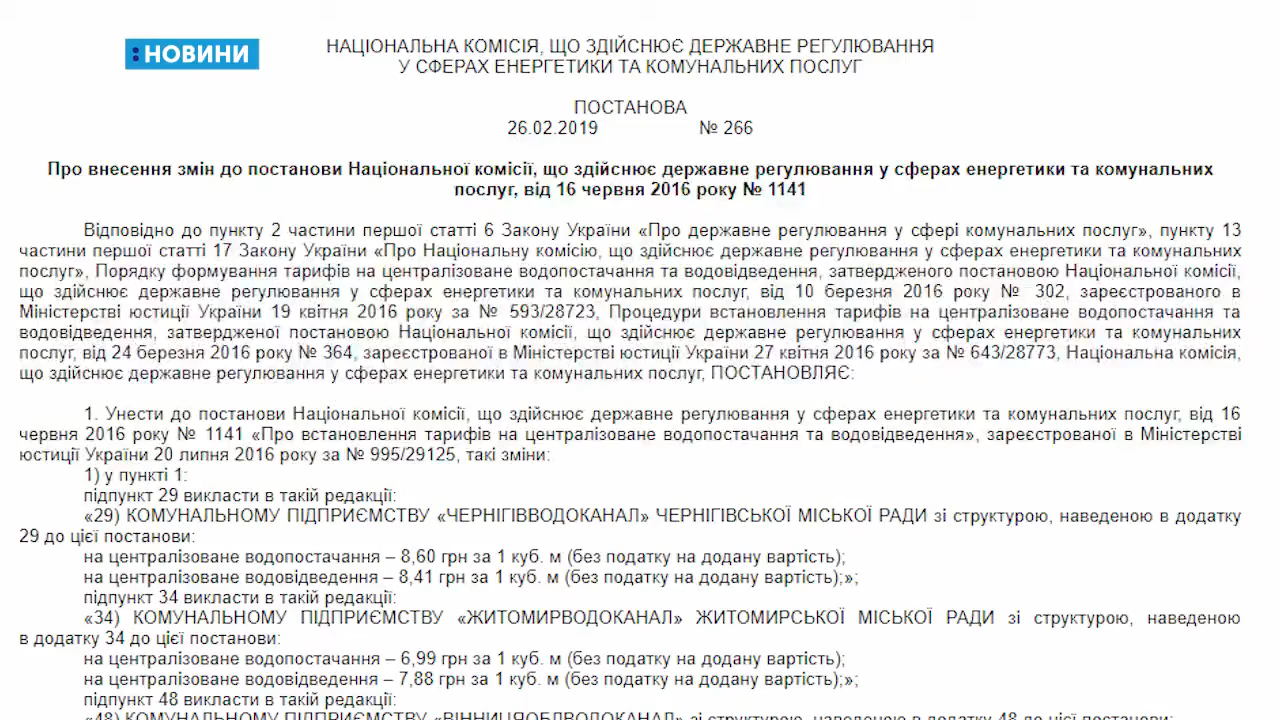 : НОВИНИ
НАЦІОНАЛЬНА КОМІСІЯ, ЩО ЗДІЙСНЮЄ ДЕРЖАВНЕ РЕГУЛЮВАННЯ
У СФЕРАХ ЕНЕРГЕТИКИ ТА КОМУНАЛЬНИХ ПОСЛУГ
ПОСТАНОВА
26.02.2019 № 266
Про внесення змін до постанови Національної комісії, що здійснює державне регулювання у сферах енергетики та комунальних
послуг, від 16 червня 2016 року № 1141
Відповідно до пункту 2 частини першої статті 6 Закону України «Про державне регулювання у сфері комунальних послуг», пункту 13
частини першої статті 17 Закону України «Про Національну комісію, що здійснює державне регулювання у сферах енергетики та комунальних
послуг», Порядку формування тарифів на централізоване водопостачання та водовідведення, затвердженого постановою Національної комісії,
що здійснює державне регулювання у сферах енергетики та комунальних послуг, від 10 березня 2016 року № 302, зареєстрованого в
Міністерстві юстиції України 19 квітня 2016 року за № 593/28723, Процедури встановлення тарифів на централізоване водопостачання та
водовідведення, затвердженої постановою Національної комісії, що здійснює державне регулювання у сферах енергетики та комунальних
послуг, від 24 березня 2016 року № 364, зареєстрованої в Міністерстві юстиції України 27 квітня 2016 року за № 643/28773, Національна комісія,
що здійснює державне регулювання у сферах енергетики та комунальних послуг, ПОСТАНОВЛЯЄ:
1. Унести до постанови Національної комісії, що здійснює державне регулювання у сферах енергетики та комунальних послуг, від 16
червня 2016 року № 1141 «Про встановлення тарифів на централізоване водопостачання та водовідведення», зареєстрованої в Міністерстві
юстиції України 20 липня 2016 року за № 995/29125, такі зміни:
1) у пункті 1:
підпункт 29 викласти в такій редакції:
«29) КОМУНАЛЬНОМУ ПІДПРИЄМСТВУ «ЧЕРНІГІВВОДОКАНАЛ» ЧЕРНІГІВСЬКОЇ МІСЬКОЇ РАДИ зі структурою, наведеною в додатку
29 до цієї постанови:
на централізоване водопостачання – 8,60 грн за 1 куб. м (без податку на додану вартість);
на централізоване водовідведення – 8,41 грн за 1 куб. м (без податку на додану вартість);»;
підпункт 34 викласти в такій редакції:
«34) КОМУНАЛЬНОМУ ПІДПРИЄМСТВУ «ЖИТОМИРВОДОКАНАЛ» ЖИТОМИРСЬКОЇ МІСЬКОЇ РАДИ зі структурою, наведеною
в додатку 34 до цієї постанови:
на централізоване водопостачання – 6,99 грн за 1 куб. м (без податку на додану вартість);
на централізоване водовідведення – 7,88 грн за 1 куб. м (без податку на додану вартість);»;
підпункт 48 викласти в такій редакції:
«48) КОМУНАЛЬНОМУ ПІДПРИЄМСТВУ «ВІННИЦЯОБЛВОДОКАНАЛ» зі структурою, наведеною в додатку 48 до цієї постанови: